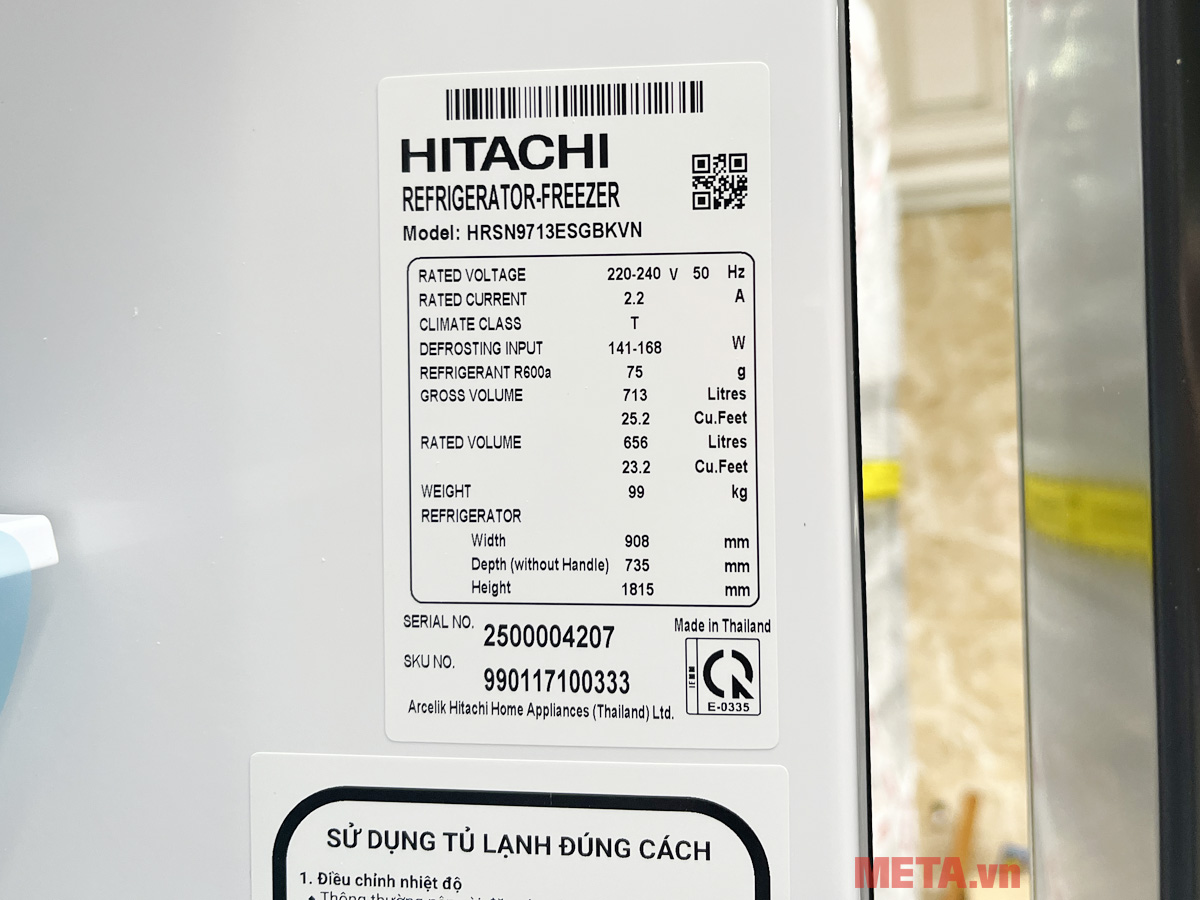 HITACHI
REFRIGERATOR-FREEZER
Model: HRSN9713ESGBKVN
RATED VOLTAGE 220-240 V 50 Hz
RATED CURRENT 2.2 A
CLIMATE CLASS T
DEFROSTING INPUT 141-168 W
REFRIGERANT R600a 75 g
GROSS VOLUME 713 Litres
25.2 Cu.Feet
RATED VOLUME 656 Litres
23.2 Cu.Feet
WEIGHT 99 kg
REFRIGERATOR
Width 908 mm
Depth (without Handle) 735 mm
Height 1815 mm
SERIAL NO. 2500004207
Made in Thailand
SKU NO. 990117100333
E-0335
Arcelik Hitachi Home Appliances (Thailand) Ltd.
SỬ DỤNG TỦ LẠNH ĐÚNG CÁCH
1. Điều chỉnh nhiệt độ
META.vn